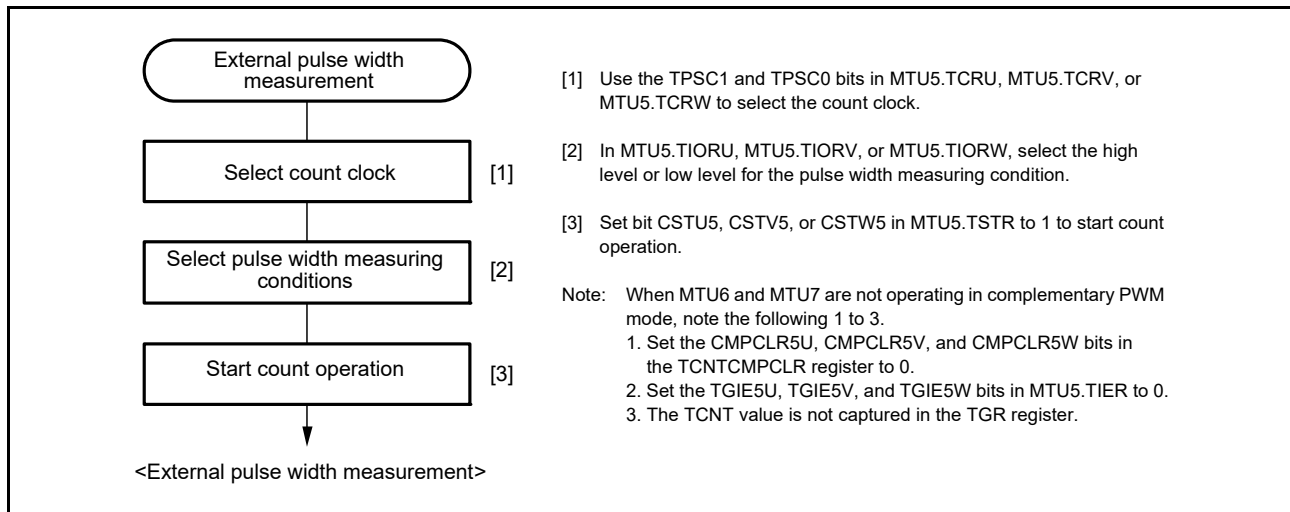 External pulse width
measurement
Select count clock
[1]
Select pulse width measuring
conditions
[2]
Start count operation
[3]
<External pulse width measurement>
[1] Use the TPSC1 and TPSC0 bits in MTU5.TCRU, MTU5.TCRV, or
MTU5.TCRW to select the count clock.
[2] In MTU5.TIORU, MTU5.TIORV, or MTU5.TIORW, select the high
level or low level for the pulse width measuring condition.
[3] Set bit CSTU5, CSTV5, or CSTW5 in MTU5.TSTR to 1 to start count
operation.
Note: When MTU6 and MTU7 are not operating in complementary PWM
mode, note the following 1 to 3.
1. Set the CMPCLR5U, CMPCLR5V, and CMPCLR5W bits in
the TCNTCMPCLR register to 0.
2. Set the TGIE5U, TGIE5V, and TGIE5W bits in MTU5.TIER to 0.
3. The TCNT value is not captured in the TGR register.